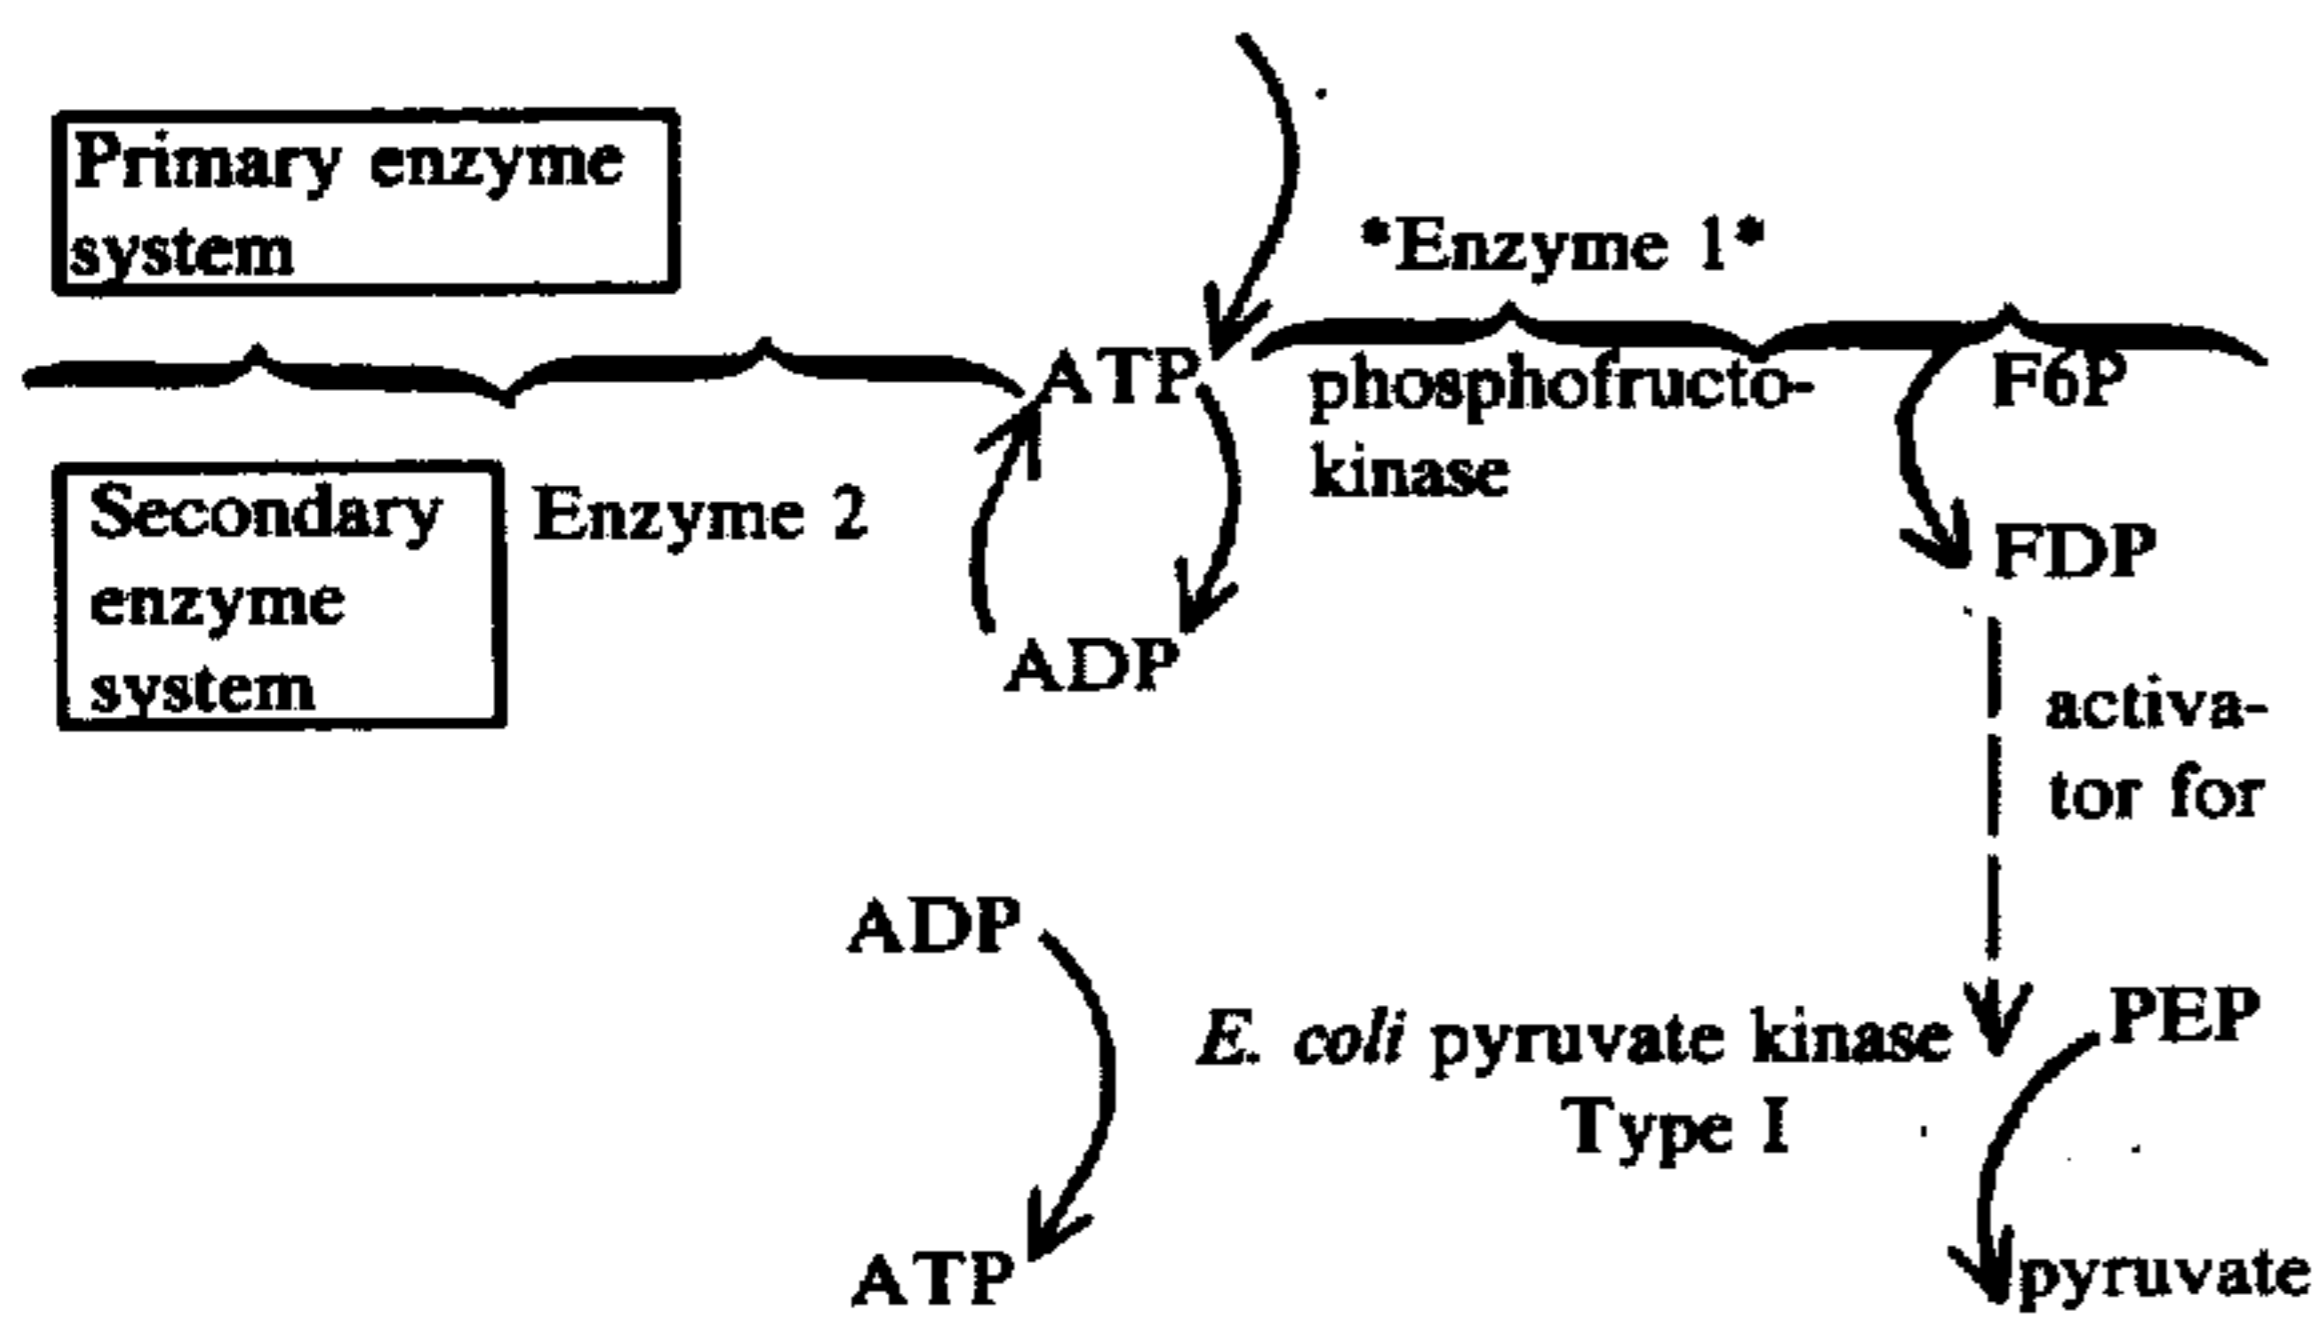 Primary enzyme
system
*Enzyme 1*
ATP
phosphofructo-
kinase
F6P
Secondary
enzyme
system
Enzyme 2
FDP
ADP
activa-
tor for
ADP
E. coli pyruvate kinase
Type I
PEP
ATP
pyruvate